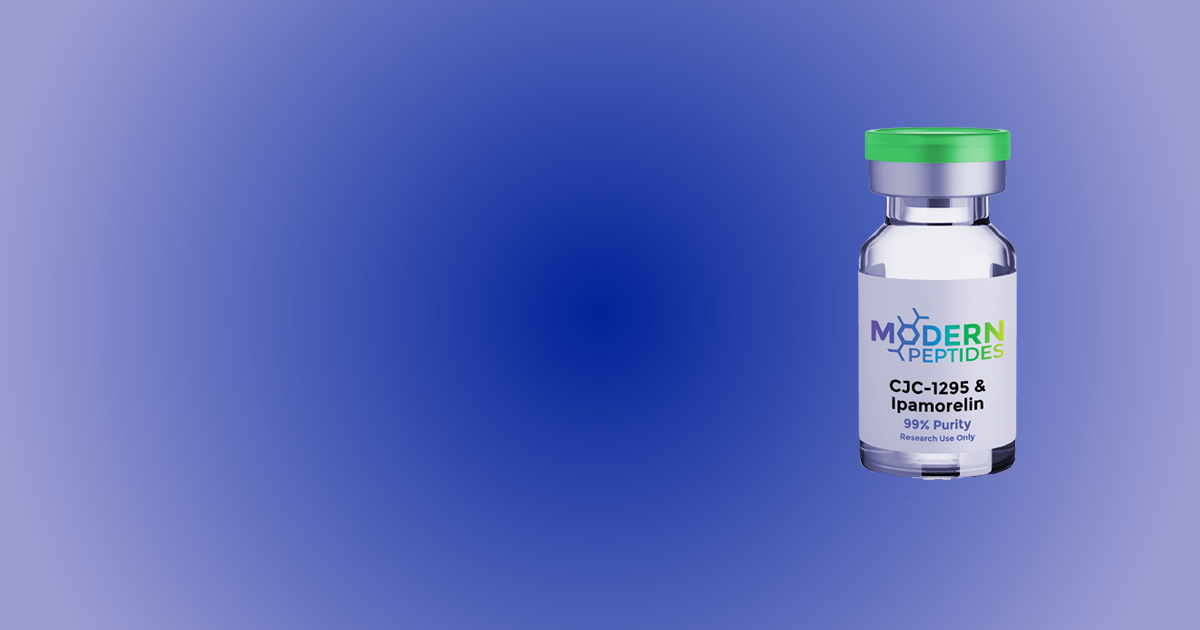 MODERN
PEPTIDES
CJC-1295 &
Ipamorelin
99% Purity
Research Use Only